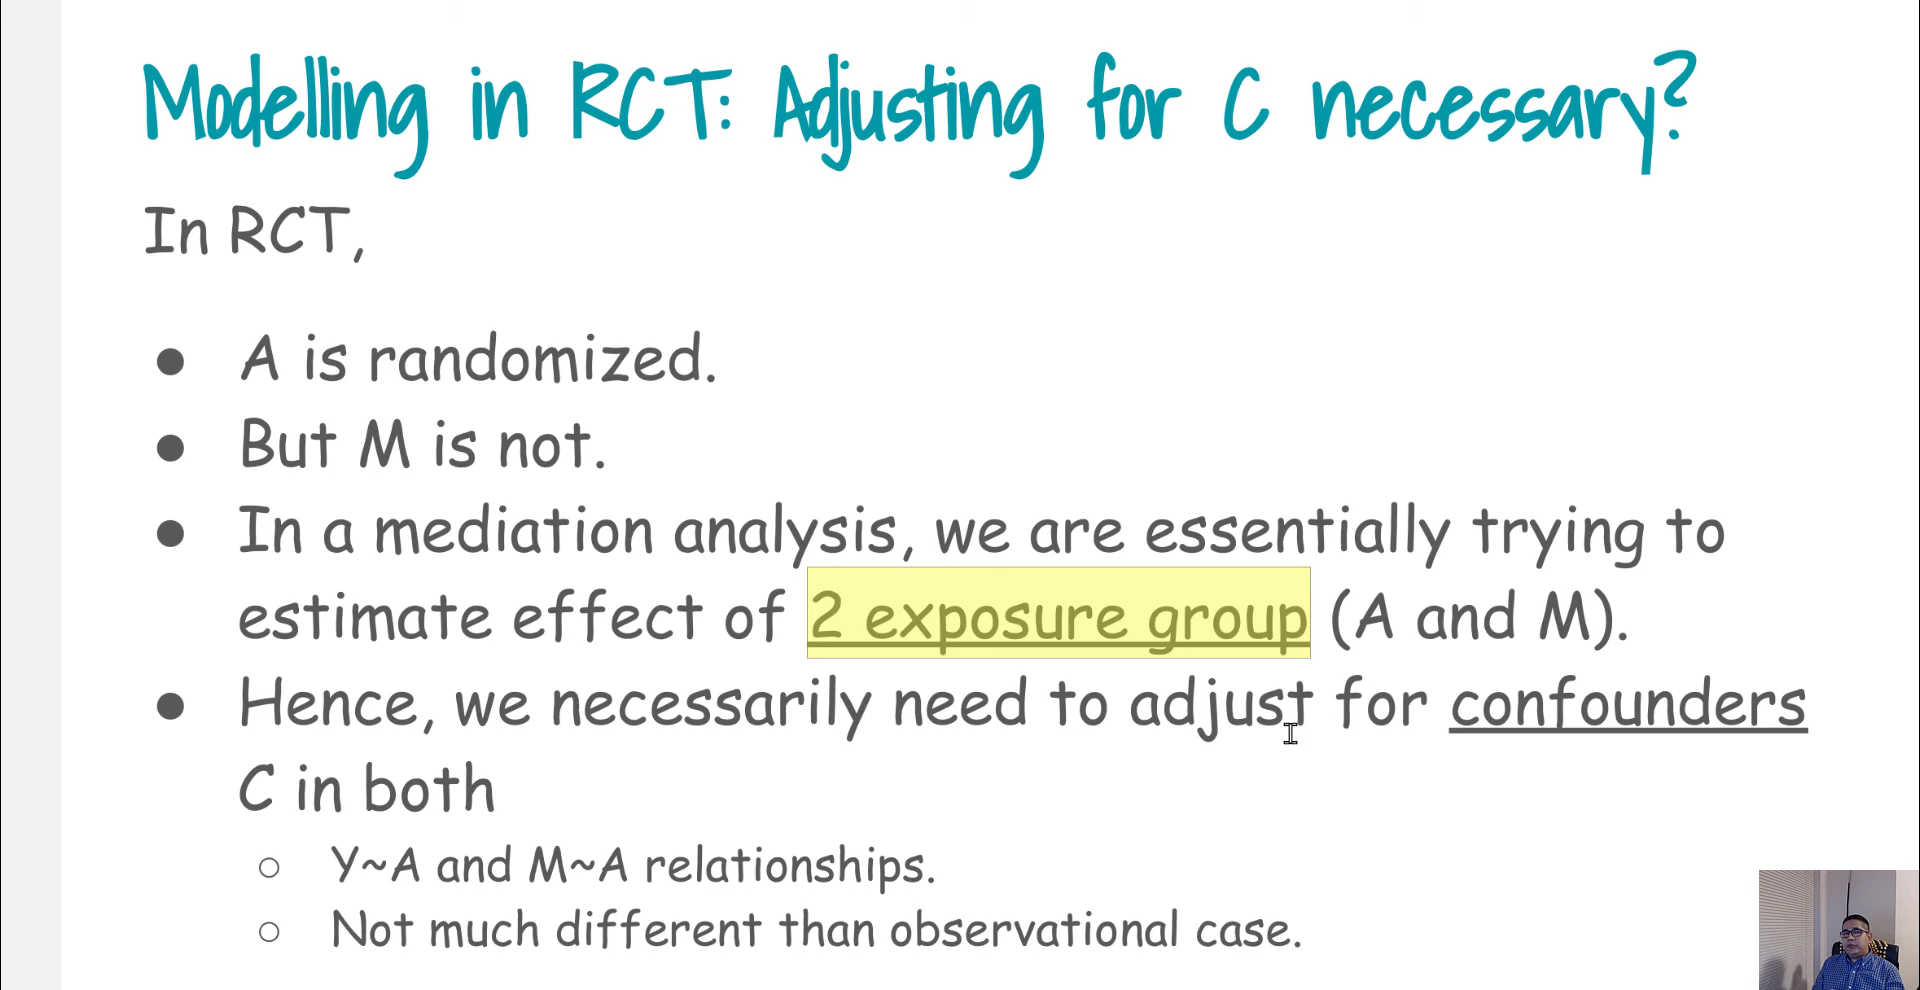 Modelling in RCT: Adjusting for C necessary?
In RCT,
● A is randomized.
● But M is not.
● In a mediation analysis, we are essentially trying to
estimate effect of 2 exposure group (A and M).
● Hence, we necessarily need to adjust for confounders
C in both
○ Y~A and M~A relationships.
○ Not much different than observational case.